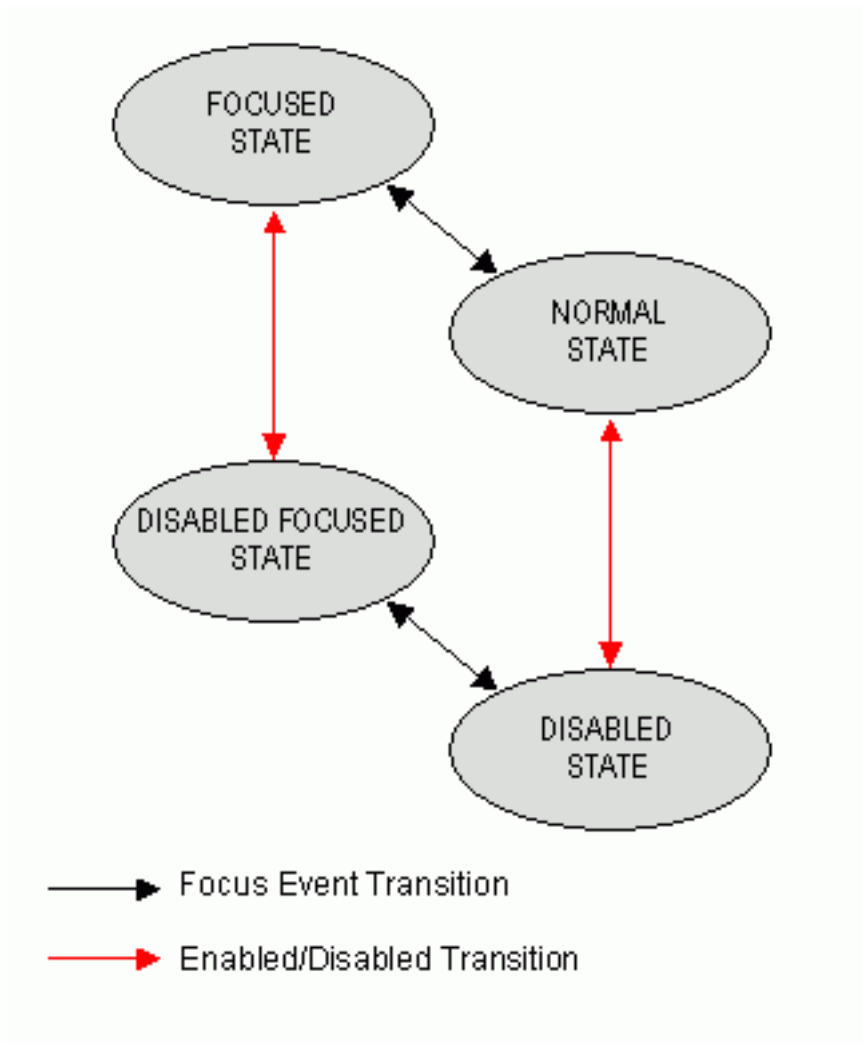 FOCUSED
STATE
NORMAL
STATE
DISABLED FOCUSED
STATE
DISABLED
STATE
Focus Event Transition
Enabled/Disabled Transition